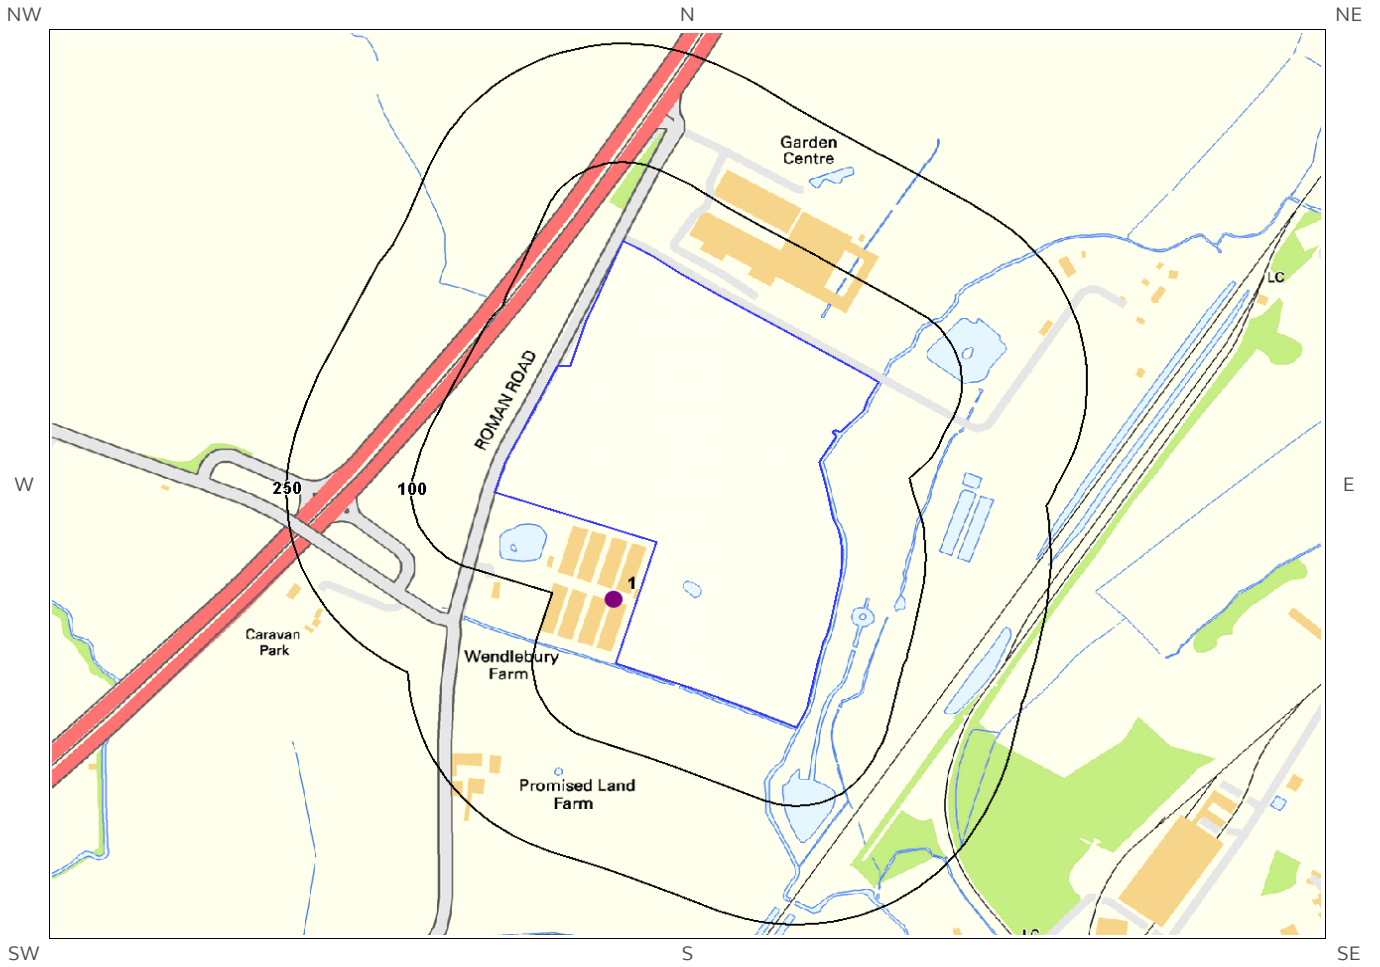 NW
N
NE
Garden
Centre
LC
ROMAN ROAD
W
250
100
E
1
Caravan
Park
Wendlebury
Farm
Promised Land
Farm
LC
SW
S
SE